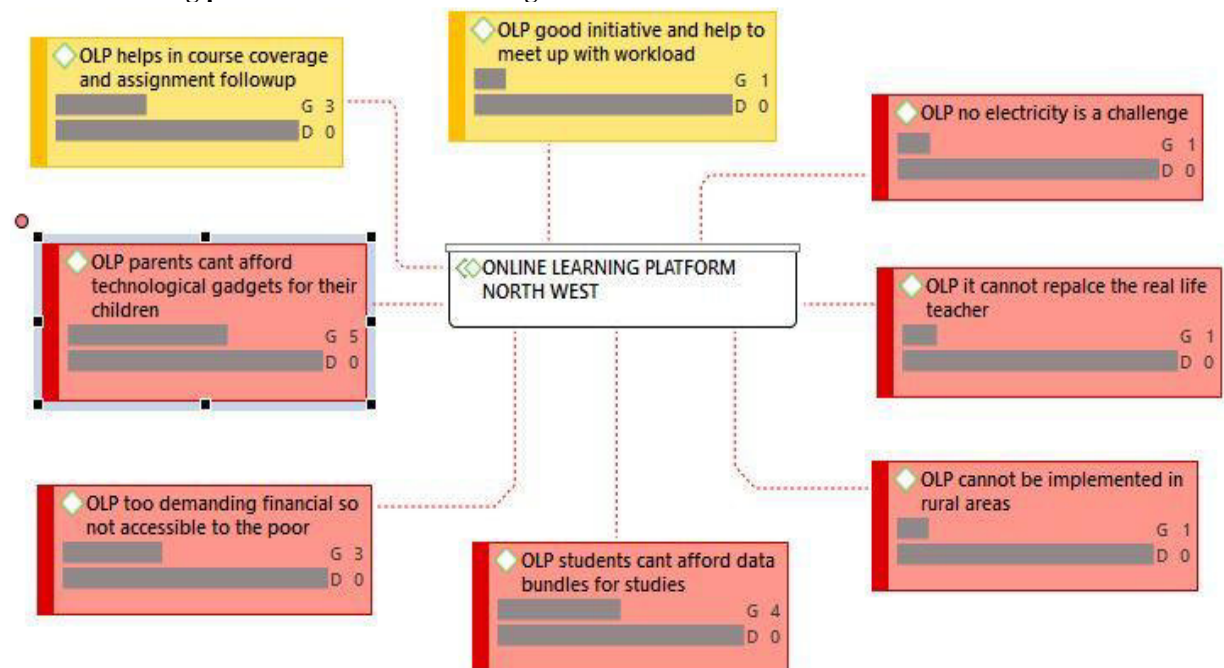 OLP helps in course coverage
and assignment followup
G 3
D 0
OLP good initiative and help to
meet up with workload
G 1
D 0
OLP no electricity is a challenge
G 1
D 0
OLP parents cant afford
technological gadgets for their
children
G 5
D 0
ONLINE LEARNING PLATFORM
NORTH WEST
OLP it cannot repalce the real life
teacher
G 1
D 0
OLP too demanding financial so
not accessible to the poor
G 3
D 0
OLP students cant afford data
bundles for studies
G 4
D 0
OLP cannot be implemented in
rural areas
G 1
D 0